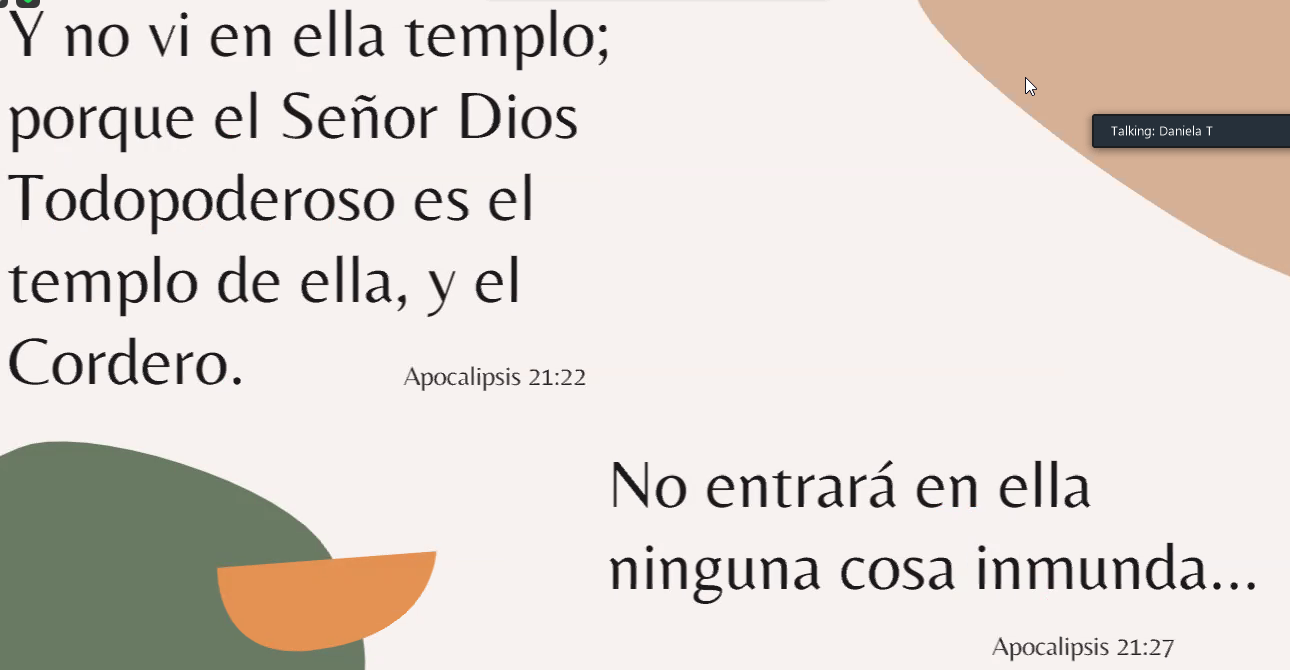 Y no vi en ella templo;
porque el Señor Dios
Todopoderoso es el
templo de ella, y el
Cordero.
Apocalipsis 21:22
Talking: Daniela T
No entrará en ella
ninguna cosa inmunda...
Apocalipsis 21:27